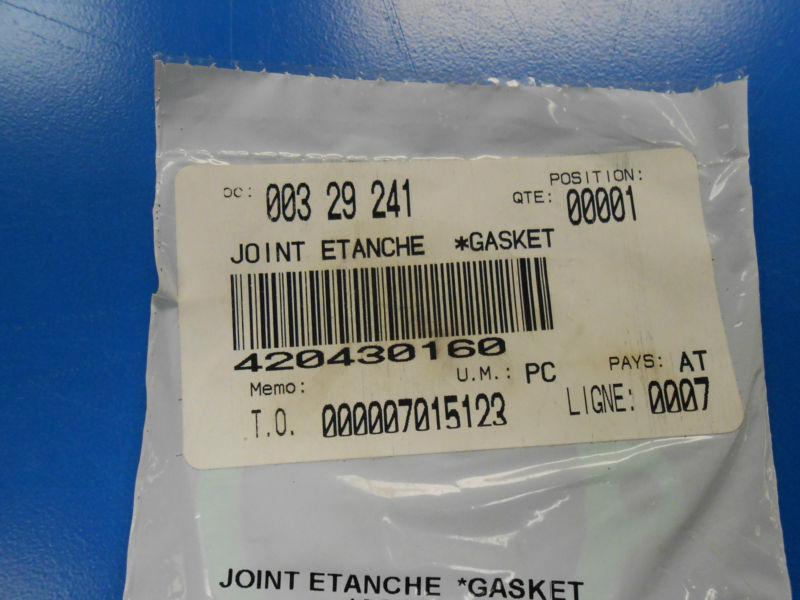 003 29 241
POSITION:
QTE: 00001
JOINT ETANCHE *GASKET
420430160
Memo:
U.M.: PC
PAYS: AT
T.O. 000007015123
LIGNE: 0007
JOINT ETANCHE *GASKET